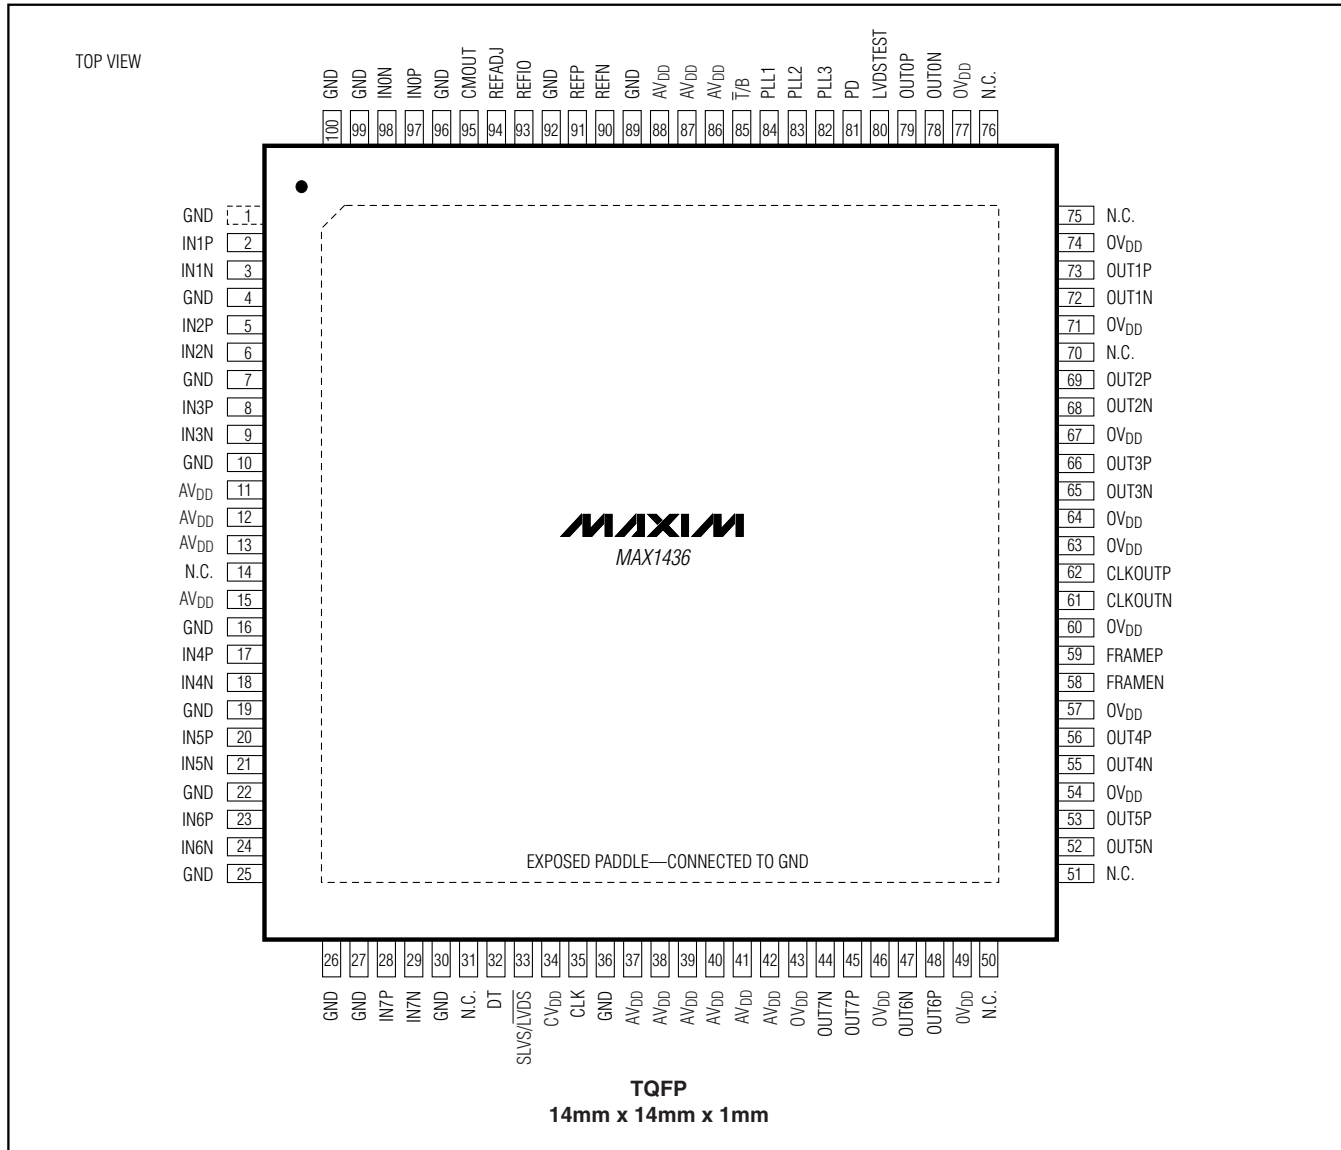 TOP VIEW
GND GND IN0N IN0P GND CMOUT REFADJ REFIO GND REFP REFN GND AVDD AVDD AVDD T̅/B PLL1 PLL2 PLL3 PD LVDSTEST OUT0P OUT0N OVDD N.C.
100 99 98 97 96 95 94 93 92 91 90 89 88 87 86 85 84 83 82 81 80 79 78 77 76
GND 1
IN1P 2
IN1N 3
GND 4
IN2P 5
IN2N 6
GND 7
IN3P 8
IN3N 9
GND 10
AVDD 11
AVDD 12
AVDD 13
N.C. 14
AVDD 15
GND 16
IN4P 17
IN4N 18
GND 19
IN5P 20
IN5N 21
GND 22
IN6P 23
IN6N 24
GND 25
MAXIM
MAX1436
EXPOSED PADDLE—CONNECTED TO GND
75 N.C.
74 OVDD
73 OUT1P
72 OUT1N
71 OVDD
70 N.C.
69 OUT2P
68 OUT2N
67 OVDD
66 OUT3P
65 OUT3N
64 OVDD
63 OVDD
62 CLKOUTP
61 CLKOUTN
60 OVDD
59 FRAMEP
58 FRAMEN
57 OVDD
56 OUT4P
55 OUT4N
54 OVDD
53 OUT5P
52 OUT5N
51 N.C.
26 27 28 29 30 31 32 33 34 35 36 37 38 39 40 41 42 43 44 45 46 47 48 49 50
GND GND IN7P IN7N GND N.C. DT SLVS/L̅V̅D̅S̅ CVDD CLK GND AVDD AVDD AVDD AVDD AVDD AVDD OVDD OUT7N OUT7P OVDD OUT6N OUT6P OVDD N.C.
TQFP
14mm x 14mm x 1mm